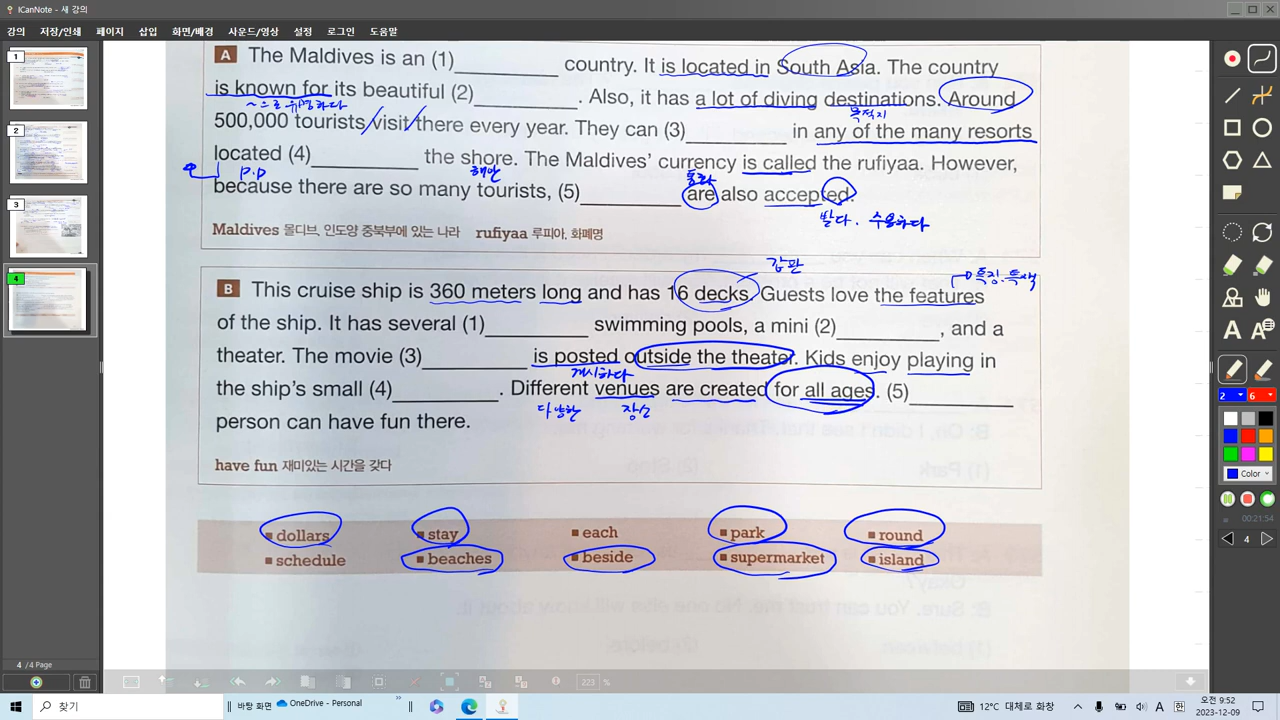 ICanNote - 새 강의
강의 저장/인쇄 페이지 삽입 화면/배경 사운드/영상 설정 로그인 도움말
1
2
3
4
A The Maldives is an (1)__________ country. It is located in South Asia. The country
is known for its beautiful (2)__________. Also, it has a lot of diving destinations. Around
~으로 유명하다 목적지
500,000 tourists/visit/there every year. They can (3)__________ in any of the many resorts
located (4)__________ the shore. The Maldives' currency is called the rufiyaa. However,
p.p 해안 통화
because there are so many tourists, (5)__________ are also accepted.
받다. 수용하다
Maldives 몰디브, 인도양 중북부에 있는 나라 rufiyaa 루피아, 화폐명
갑판 특징. 특색
B This cruise ship is 360 meters long and has 16 decks. Guests love the features
of the ship. It has several (1)__________ swimming pools, a mini (2)__________, and a
theater. The movie (3)__________ is posted outside the theater. Kids enjoy playing in
게시하다
the ship's small (4)__________. Different venues are created for all ages. (5)__________
다양한 장소
person can have fun there.
have fun 재미있는 시간을 갖다
dollars stay each park round
schedule beaches beside supermarket island
4 / 4 Page
223 %
2 6
Color
00:21:54
4
찾기
바탕 화면 OneDrive - Personal
12°C 대체로 화창
A 한
오전 9:52
2023-12-09